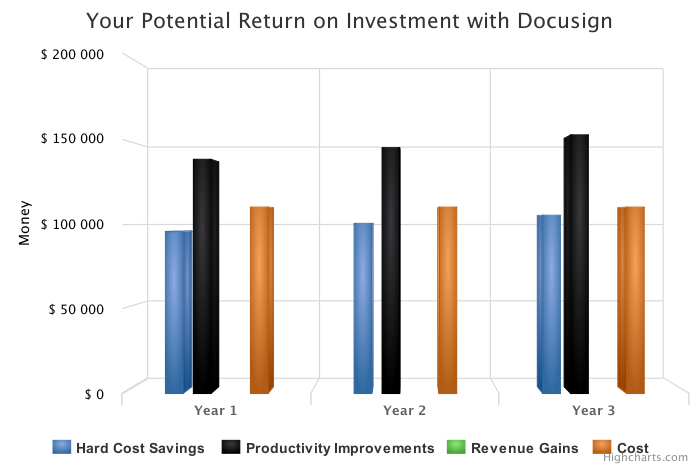 Your Potential Return on Investment with Docusign
$ 200 000
$ 150 000
$ 100 000
$ 50 000
$ 0
Money
Year 1
Year 2
Year 3
Hard Cost Savings
Productivity Improvements
Revenue Gains
Cost
Highcharts.com